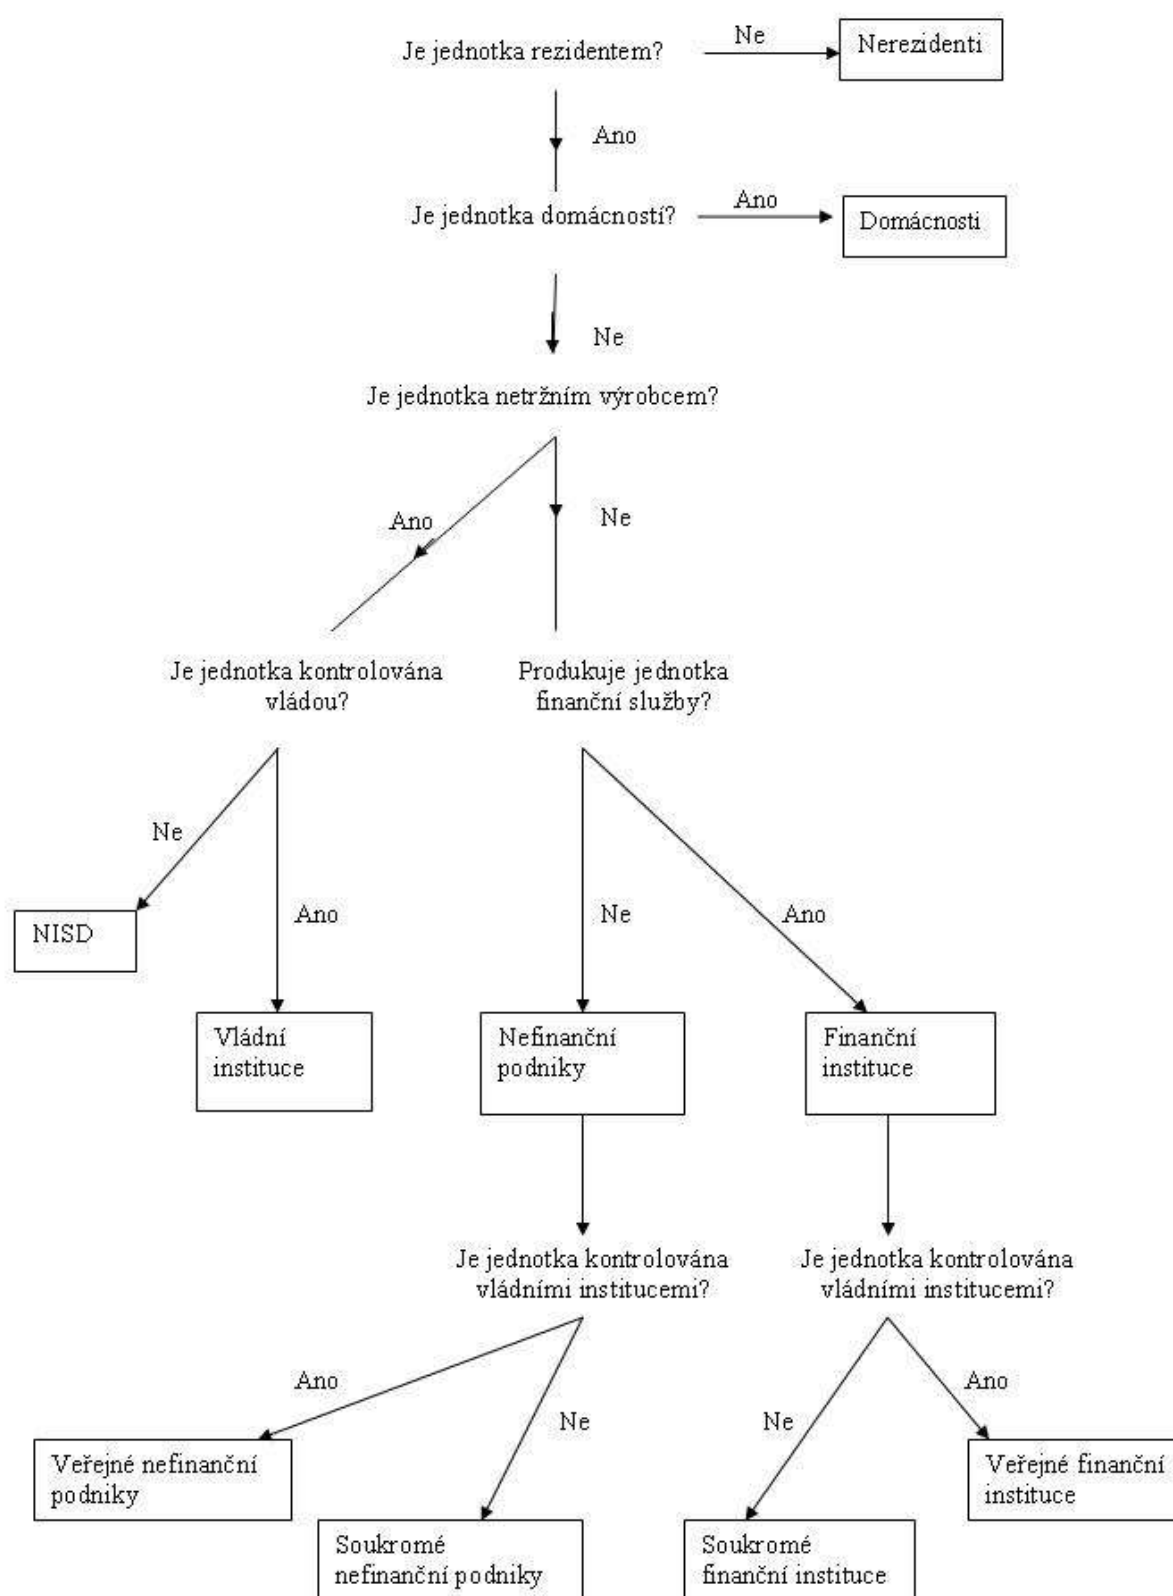 Je jednotka rezidentem?
Ne
Nerezidenti
Ano
Je jednotka domácností?
Ano
Domácnosti
Ne
Je jednotka netržním výrobcem?
Ano
Ne
Je jednotka kontrolována
vládou?
Produkuje jednotka
finanční služby?
Ne
Ano
Ne
Ano
NISD
Vládní
instituce
Nefinanční
podniky
Finanční
instituce
Je jednotka kontrolována
vládními institucemi?
Je jednotka kontrolována
vládními institucemi?
Ano
Ne
Ne
Ano
Veřejné nefinanční
podniky
Soukromé
nefinanční podniky
Soukromé
finanční instituce
Veřejné finanční
instituce